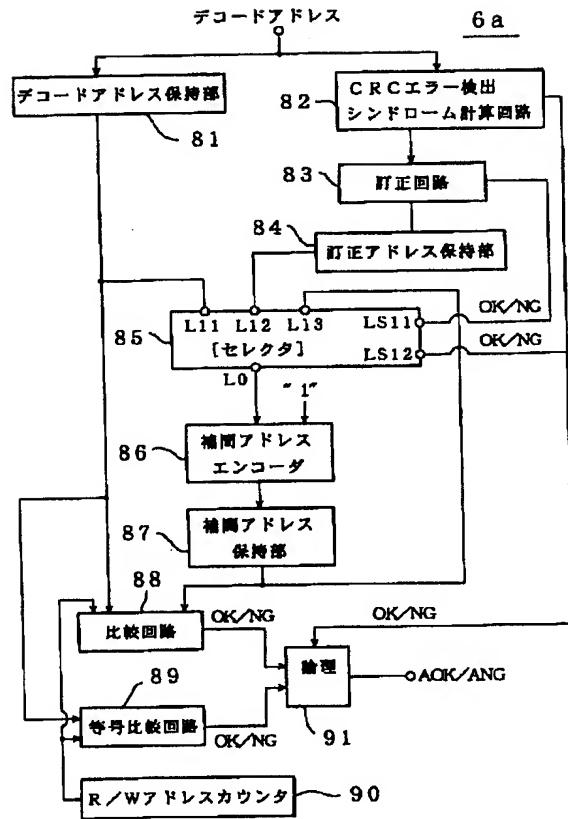 デコードアドレス
6a
デコードアドレス保持部
81
CRCエラー検出
シンドローム計算回路
82
83
訂正回路
84
訂正アドレス保持部
85
L11 L12 L13
LS11
OK/NG
[セレクタ]
LS12
OK/NG
L0
"1"
86
補間アドレス
エンコーダ
87
補間アドレス
保持部
88
比較回路
OK/NG
OK/NG
論理
AOK/ANG
91
89
等号比較回路
OK/NG
R/Wアドレスカウンタ
90